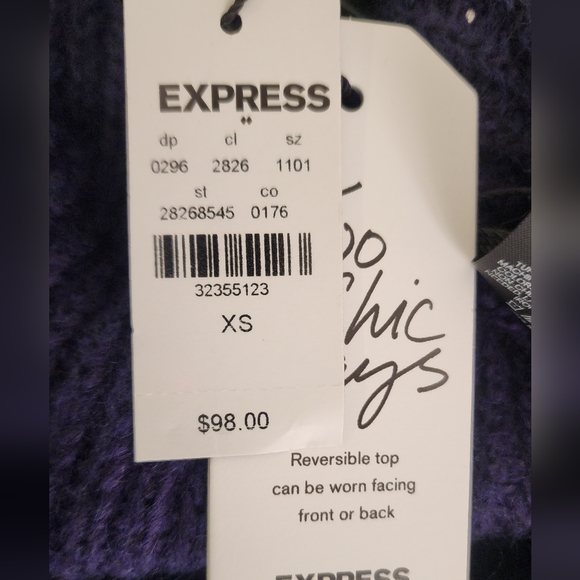 EXPRESS
dp cl sz
0296 2826 1101
st co
28268545 0176
32355123
XS
$98.00
Chic
Reversible top
can be worn facing
front or back
EXPRESS